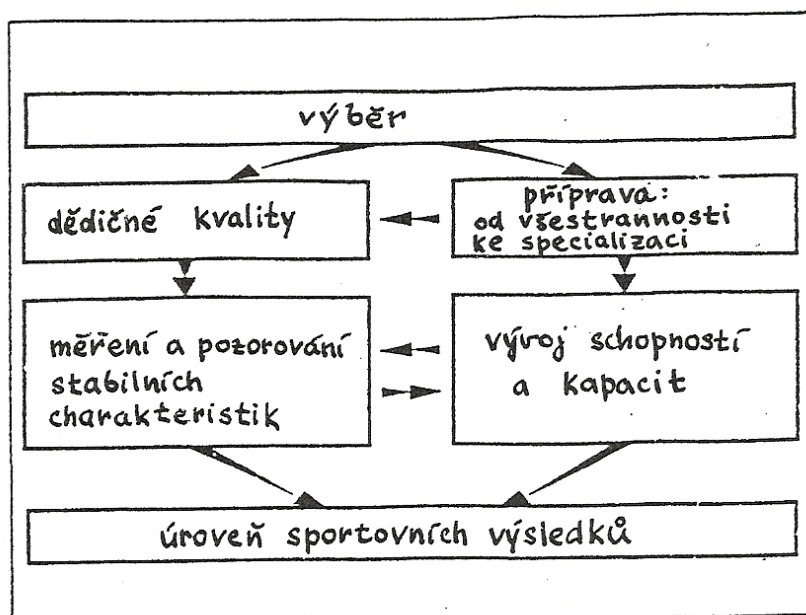 výběr
dědičné kvality
příprava:
od všestrannosti
ke specializaci
měření a pozorování
stabilních
charakteristik
vývoj schopností
a kapacit
úroveň sportovních výsledků